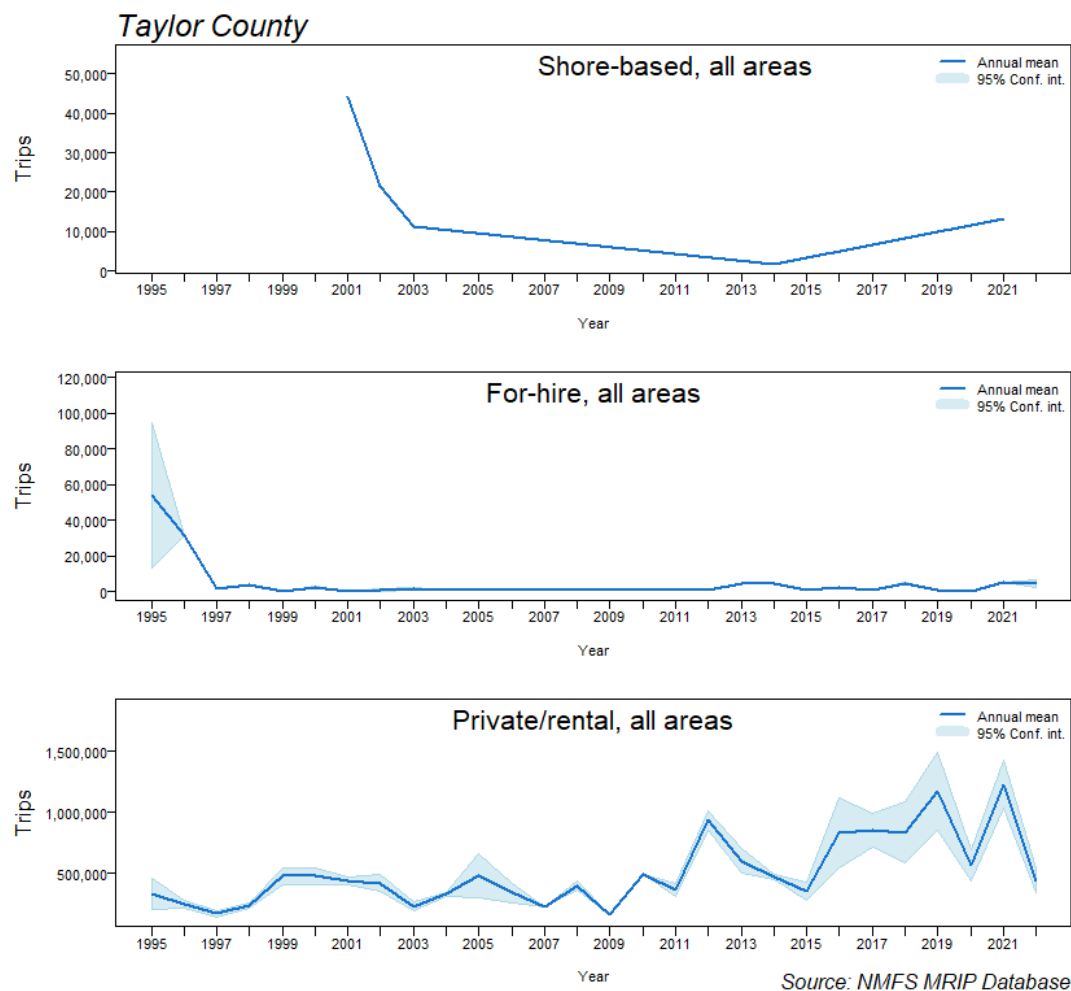 Taylor County
Shore-based, all areas
Annual mean
95% Conf. int.
Trips
50,000
40,000
30,000
20,000
10,000
0
1995 1997 1999 2001 2003 2005 2007 2009 2011 2013 2015 2017 2019 2021
Year
For-hire, all areas
Annual mean
95% Conf. int.
Trips
120,000
100,000
80,000
60,000
40,000
20,000
0
1995 1997 1999 2001 2003 2005 2007 2009 2011 2013 2015 2017 2019 2021
Year
Private/rental, all areas
Annual mean
95% Conf. int.
Trips
1,500,000
1,000,000
500,000
1995 1997 1999 2001 2003 2005 2007 2009 2011 2013 2015 2017 2019 2021
Year
Source: NMFS MRIP Database